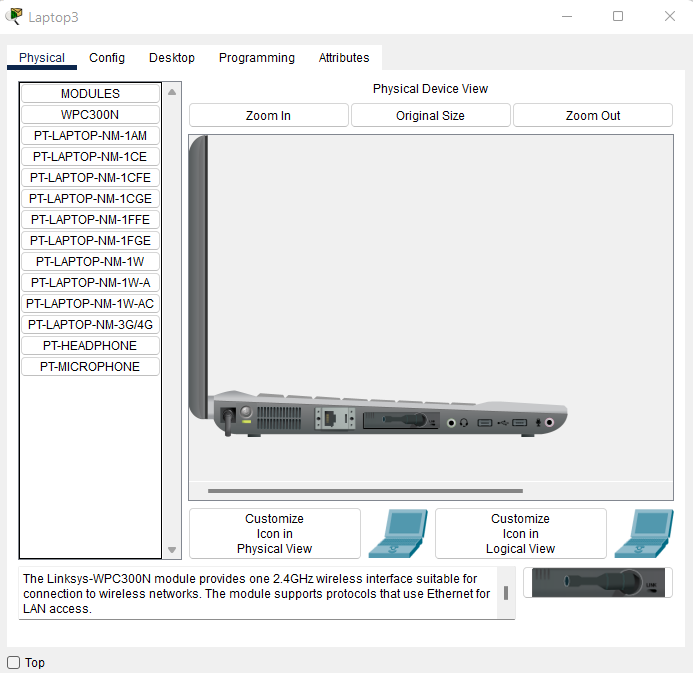 Laptop3
Physical Config Desktop Programming Attributes
MODULES
WPC300N
PT-LAPTOP-NM-1AM
PT-LAPTOP-NM-1CE
PT-LAPTOP-NM-1CFE
PT-LAPTOP-NM-1CGE
PT-LAPTOP-NM-1FFE
PT-LAPTOP-NM-1FGE
PT-LAPTOP-NM-1W
PT-LAPTOP-NM-1W-A
PT-LAPTOP-NM-1W-AC
PT-LAPTOP-NM-3G/4G
PT-HEADPHONE
PT-MICROPHONE
Physical Device View
Zoom In Original Size Zoom Out
Customize
Icon in
Physical View
Customize
Icon in
Logical View
The Linksys-WPC300N module provides one 2.4GHz wireless interface suitable for
connection to wireless networks. The module supports protocols that use Ethernet for
LAN access.
LINK
Top